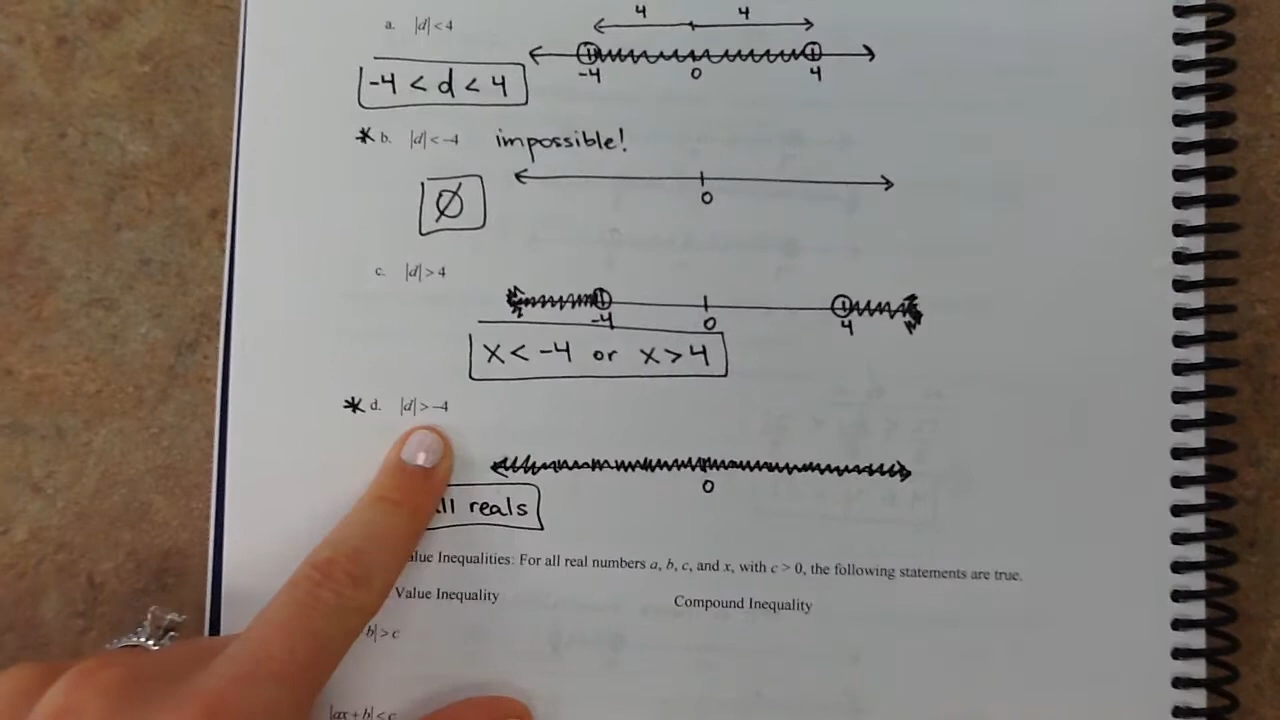 a. |d| < 4
4 4
-4 0 4
-4 < d < 4
* b. |d| < -4 impossible!
0
∅
c. |d| > 4
-4 0 4
x < -4 or x > 4
* d. |d| > -4
0
reals
Inequalities: For all real numbers a, b, c, and x, with c > 0, the following statements are true.
Value Inequality Compound Inequality
b| > c
|ax + b| < c